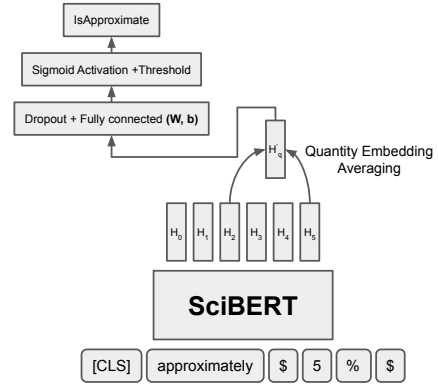 IsApproximate
Sigmoid Activation +Threshold
Dropout + Fully connected (W, b)
H'q
Quantity Embedding
Averaging
H0 H1 H2 H3 H4 H5
SciBERT
[CLS] approximately $ 5 % $